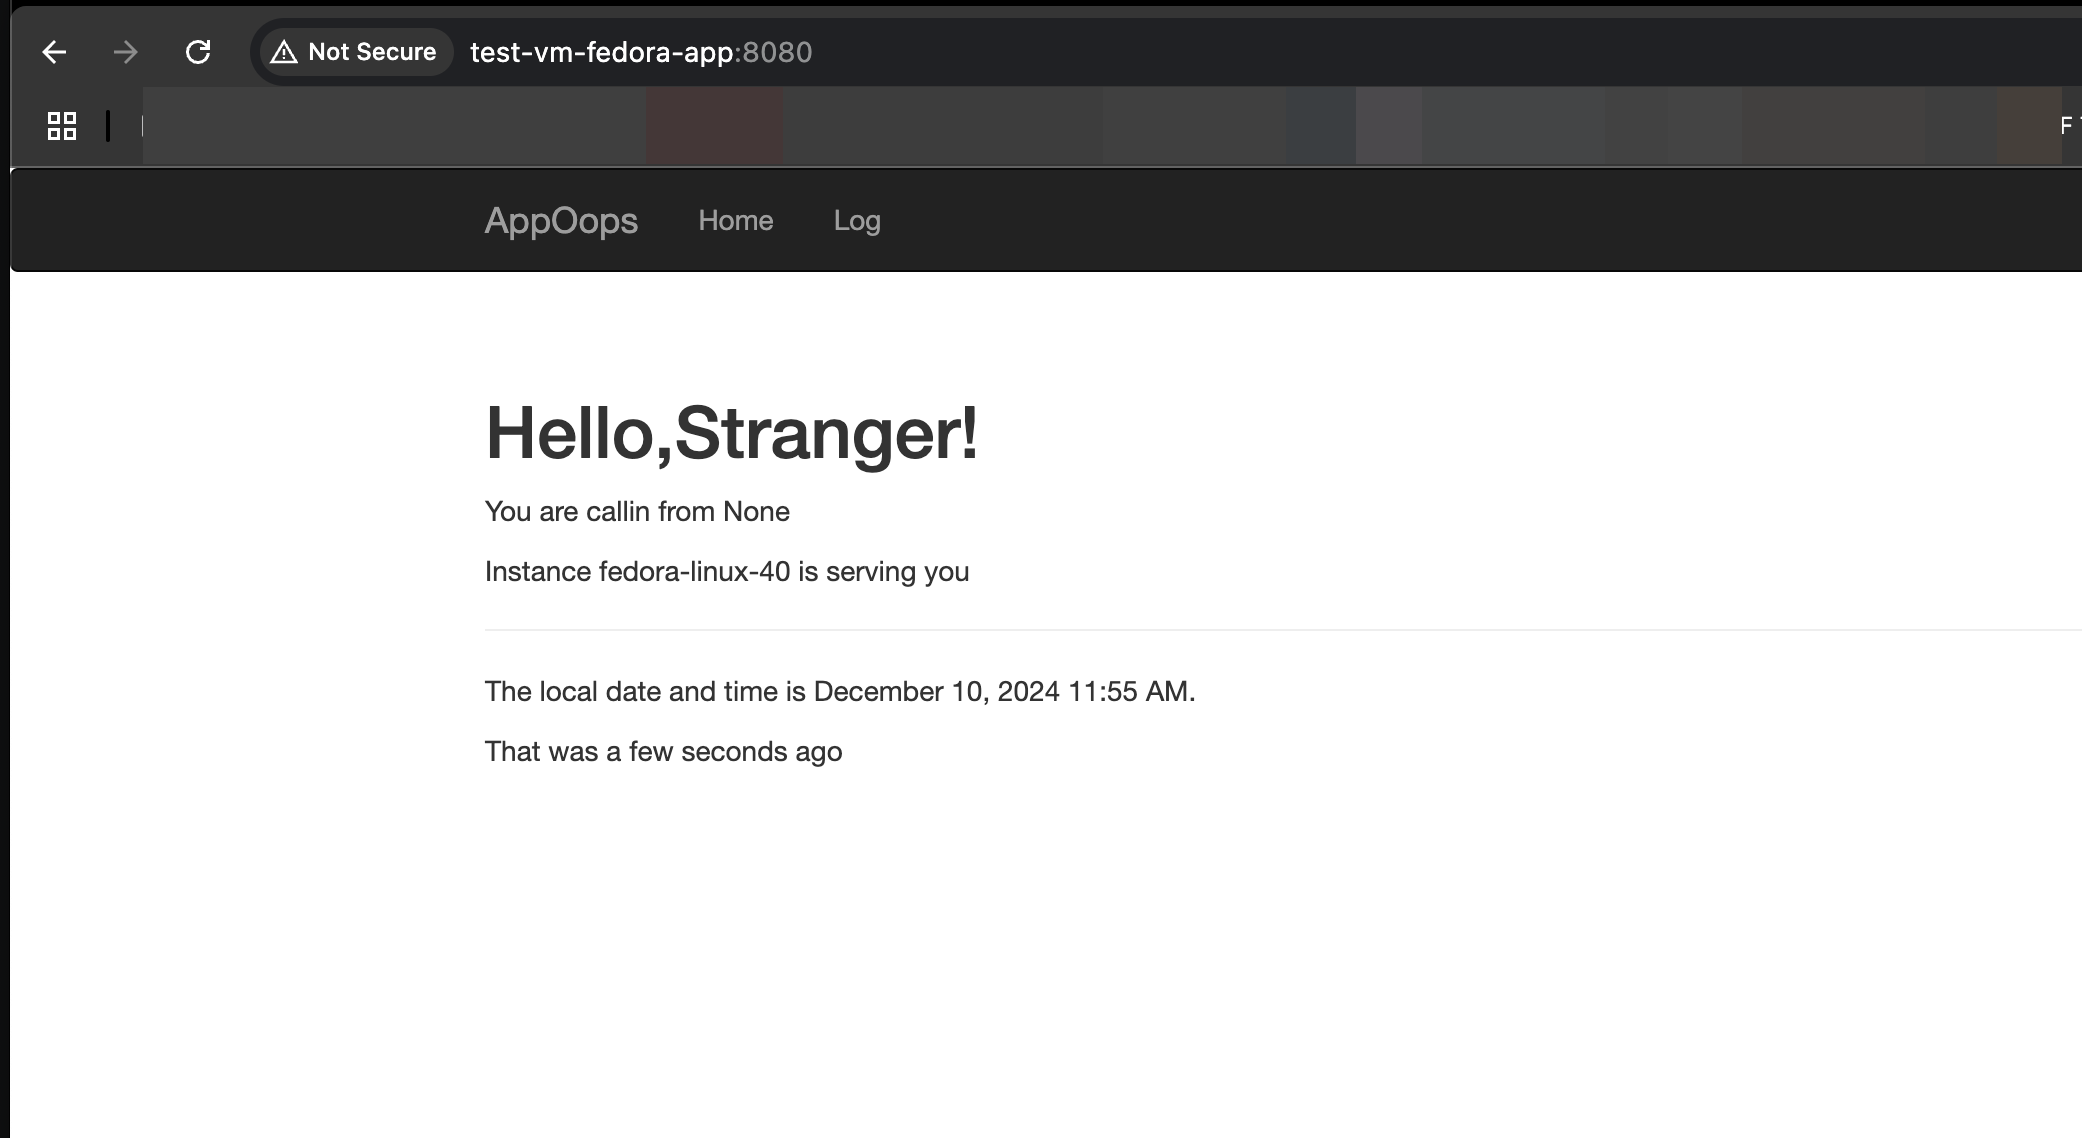 Not Secure test-vm-fedora-app:8080
F
AppOops Home Log
Hello,Stranger!
You are callin from None
Instance fedora-linux-40 is serving you
The local date and time is December 10, 2024 11:55 AM.
That was a few seconds ago